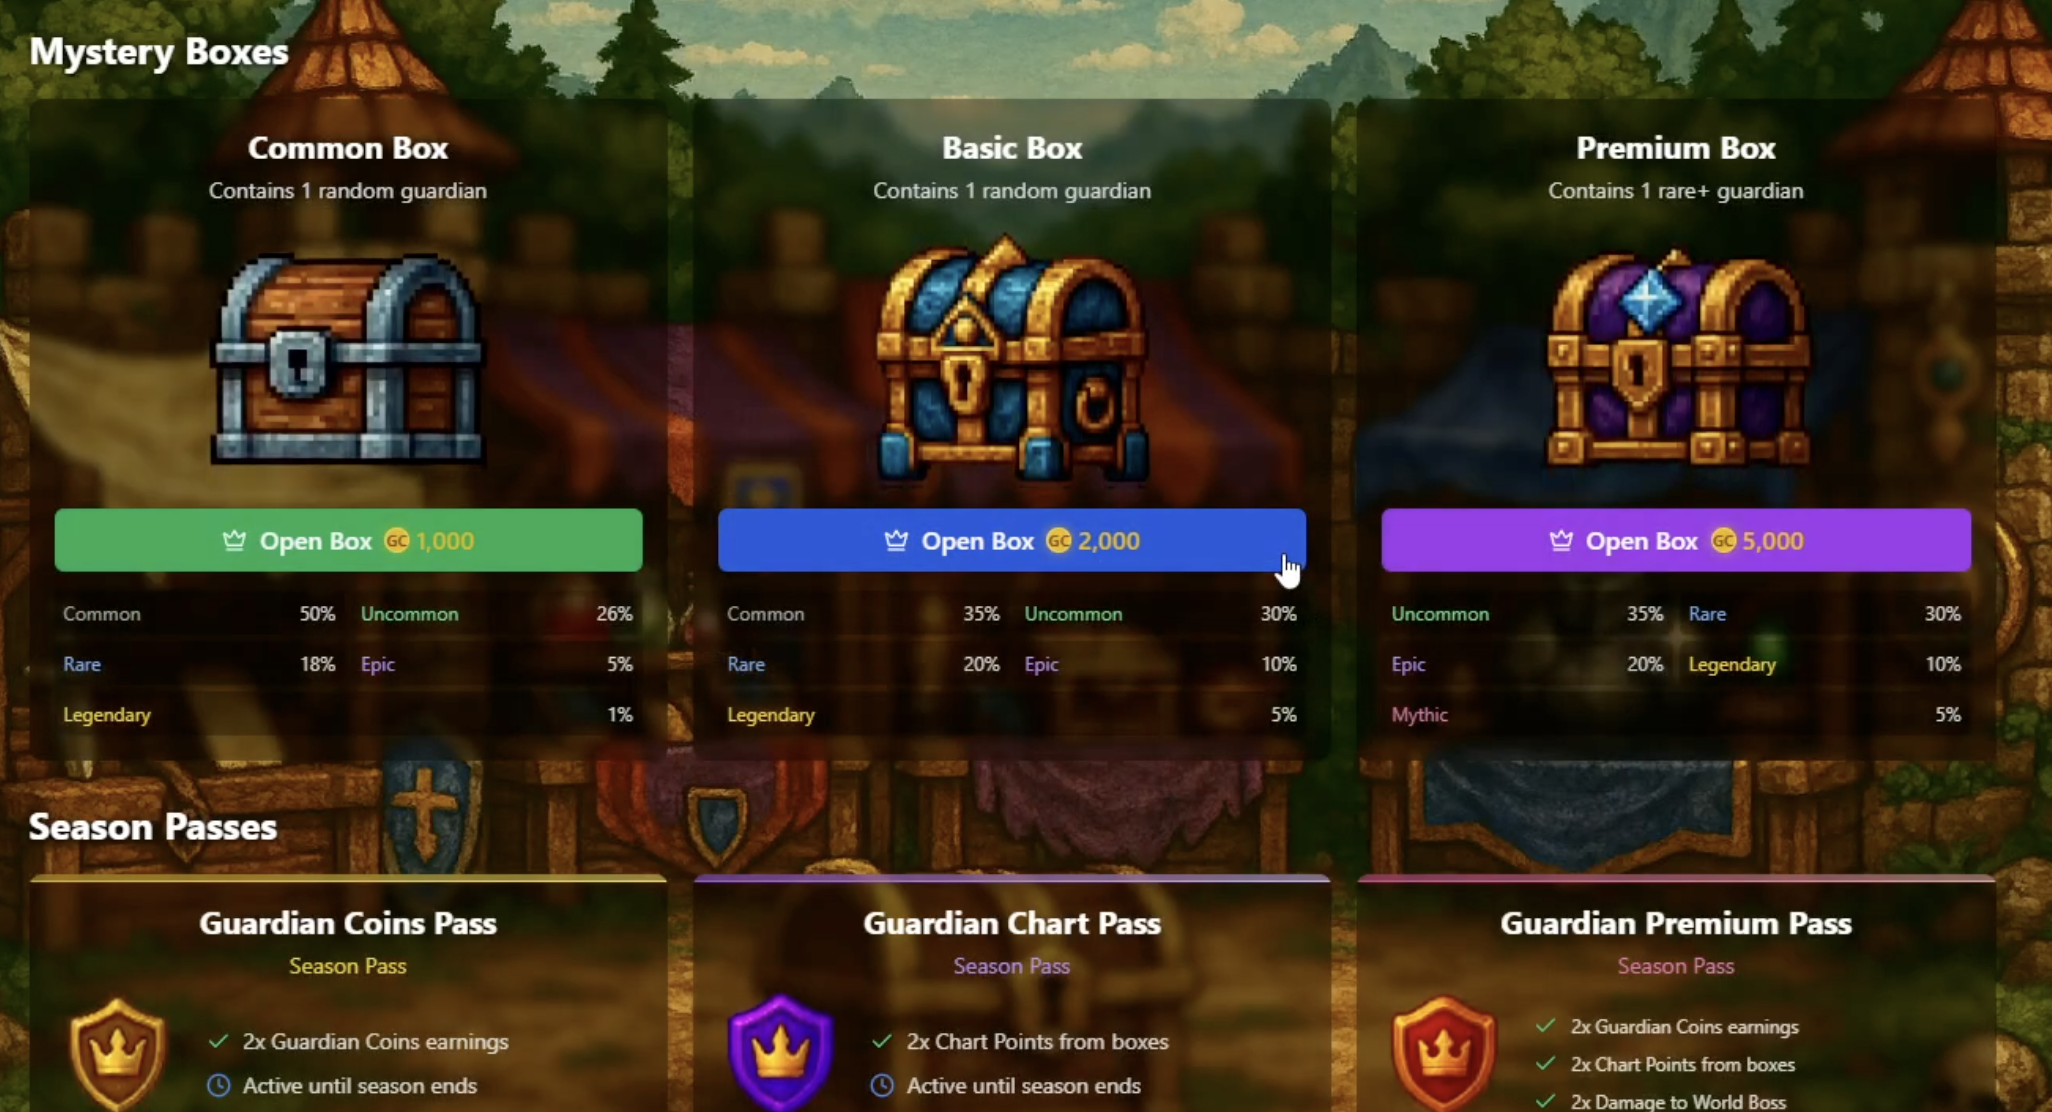 Mystery Boxes
Common Box
Contains 1 random guardian
Open Box GC 1,000
Common 50% Uncommon 26%
Rare 18% Epic 5%
Legendary 1%
Basic Box
Contains 1 random guardian
Open Box GC 2,000
Common 35% Uncommon 30%
Rare 20% Epic 10%
Legendary 5%
Premium Box
Contains 1 rare+ guardian
Open Box GC 5,000
Uncommon 35% Rare 30%
Epic 20% Legendary 10%
Mythic 5%
Season Passes
Guardian Coins Pass
Season Pass
2x Guardian Coins earnings
Active until season ends
Guardian Chart Pass
Season Pass
2x Chart Points from boxes
Active until season ends
Guardian Premium Pass
Season Pass
2x Guardian Coins earnings
2x Chart Points from boxes
2x Damage to World Boss